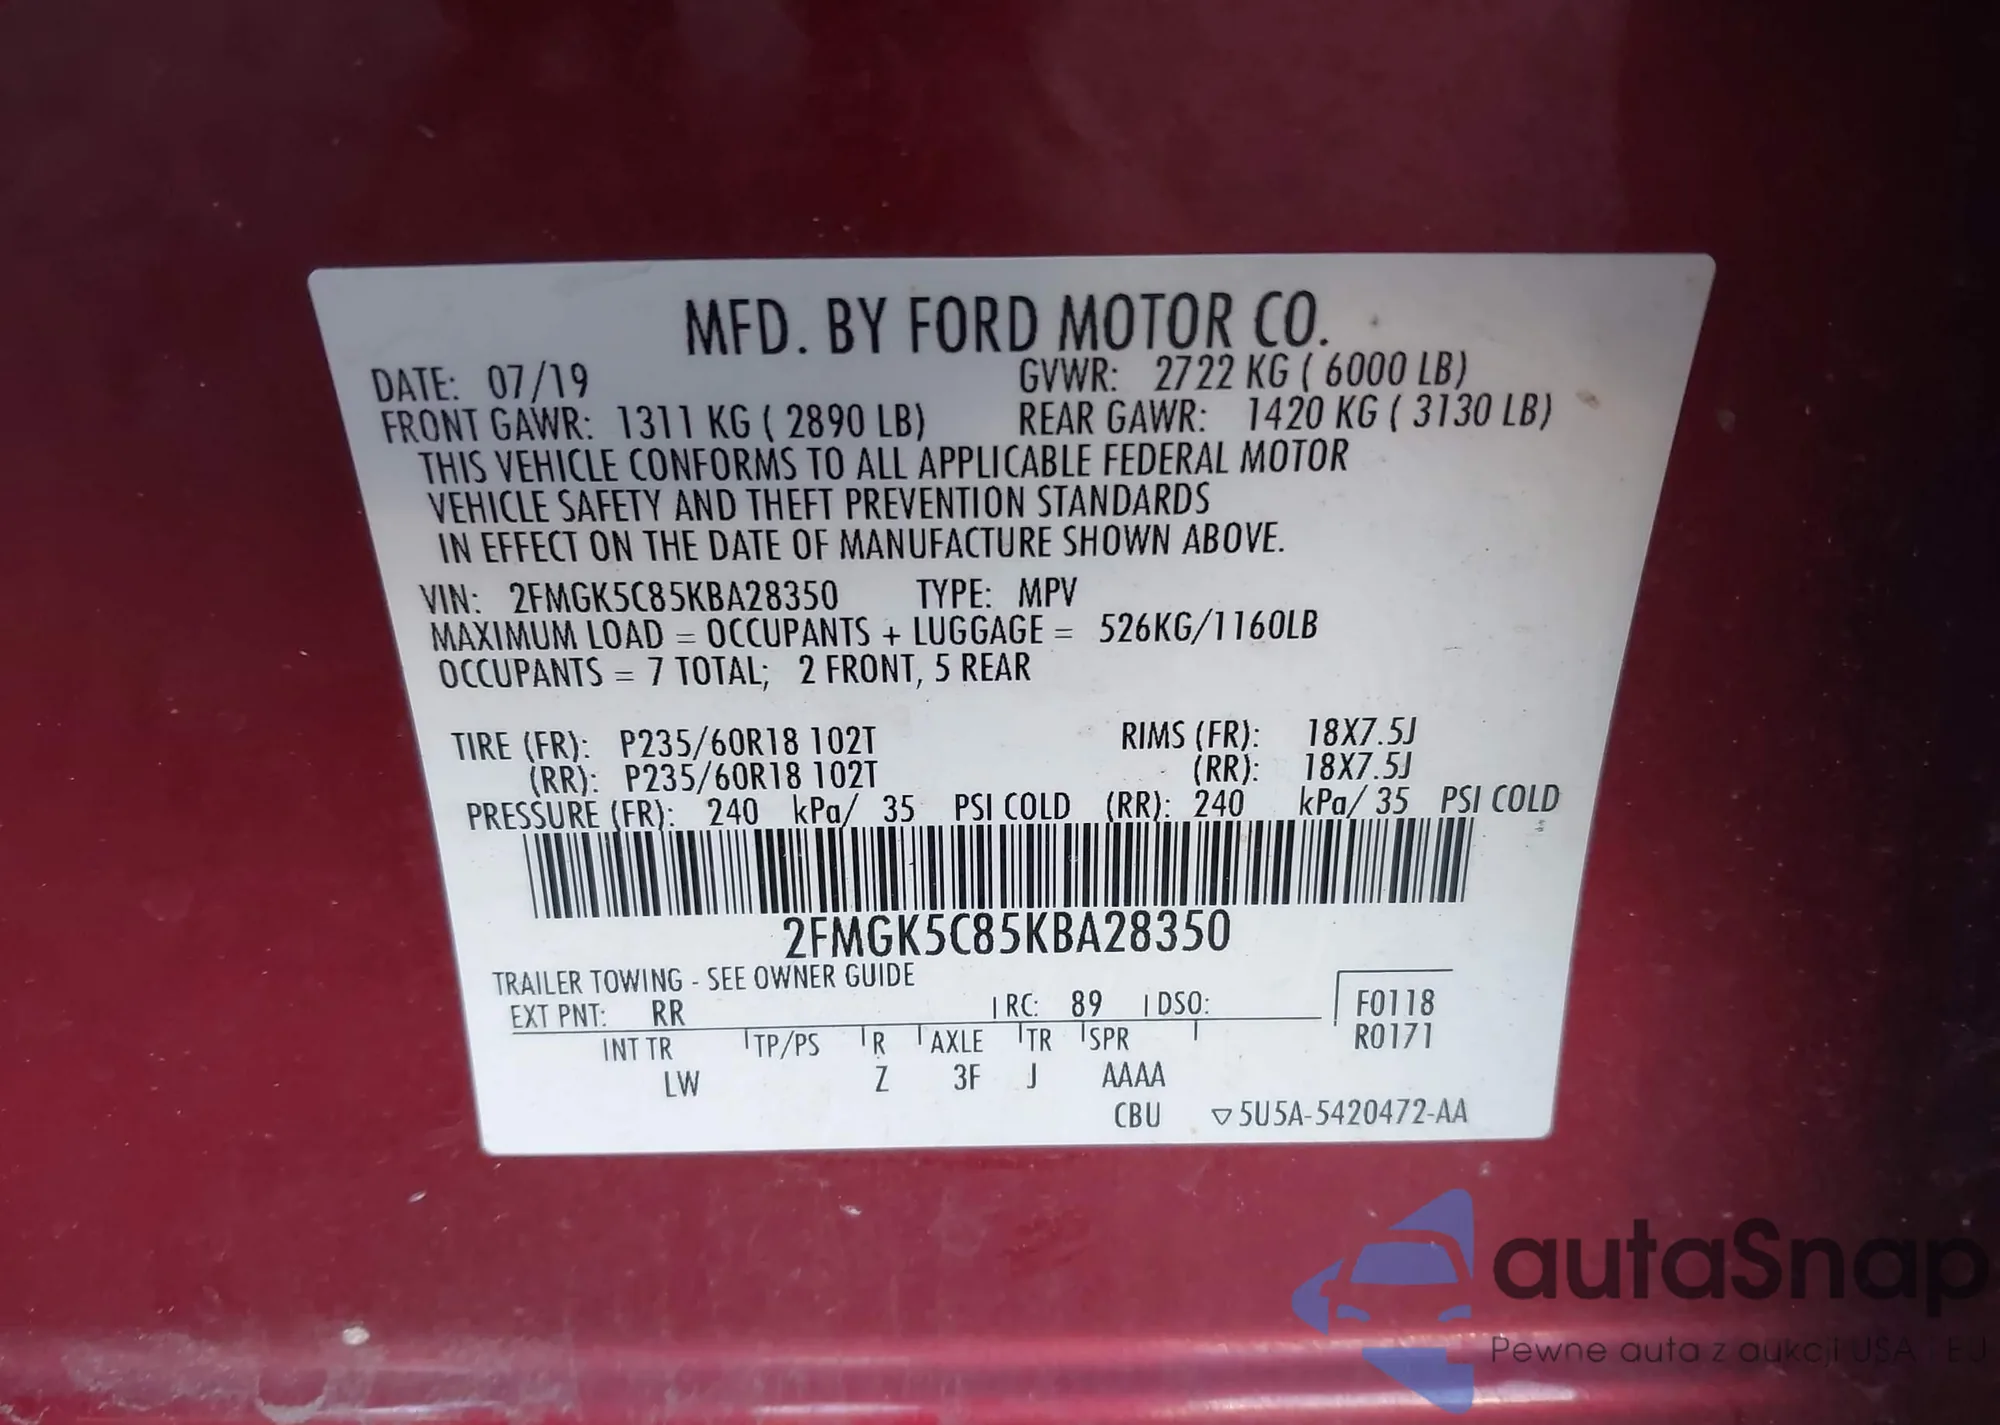 MFD. BY FORD MOTOR CO.
DATE: 07/19 GVWR: 2722 KG ( 6000 LB)
FRONT GAWR: 1311 KG ( 2890 LB) REAR GAWR: 1420 KG ( 3130 LB)
THIS VEHICLE CONFORMS TO ALL APPLICABLE FEDERAL MOTOR
VEHICLE SAFETY AND THEFT PREVENTION STANDARDS
IN EFFECT ON THE DATE OF MANUFACTURE SHOWN ABOVE.
VIN: 2FMGK5C85KBA28350 TYPE: MPV
MAXIMUM LOAD = OCCUPANTS + LUGGAGE = 526KG/1160LB
OCCUPANTS = 7 TOTAL; 2 FRONT, 5 REAR
TIRE (FR): P235/60R18 102T RIMS (FR): 18X7.5J
(RR): P235/60R18 102T (RR): 18X7.5J
PRESSURE (FR): 240 kPa/ 35 PSI COLD (RR): 240 kPa/ 35 PSI COLD
2FMGK5C85KBA28350
TRAILER TOWING - SEE OWNER GUIDE
EXT PNT: RR RC: 89 DSO: F0118
INT TR TP/PS R AXLE TR SPR R0171
LW Z 3F J AAAA
CBU ▽5U5A-5420472-AA
autaSnap
Pewne auta z aukcji USA - EU